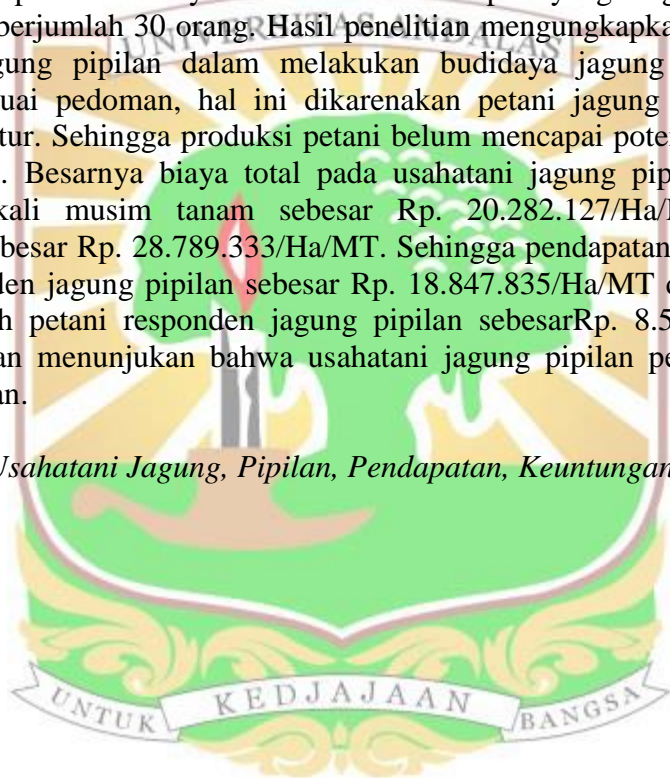 berjumlah 30 orang. Hasil penelitian mengungkapka
UNIVERSITAS ANDALAS
gung pipilan dalam melakukan budidaya jagung
uai pedoman, hal ini dikarenakan petani jagung
tur. Sehingga produksi petani belum mencapai poter
. Besarnya biaya total pada usahatani jagung pip
kali musim tanam sebesar Rp. 20.282.127/Ha/
besar Rp. 28.789.333/Ha/MT. Sehingga pendapatan
den jagung pipilan sebesar Rp. 18.847.835/Ha/MT
h petani responden jagung pipilan sebesarRp. 8.5
an menunjukan bahwa usahatani jagung pipilan pe
an.
Usahatani Jagung, Pipilan, Pendapatan, Keuntungan
UNTUK KEDJAJAAN BANGSA